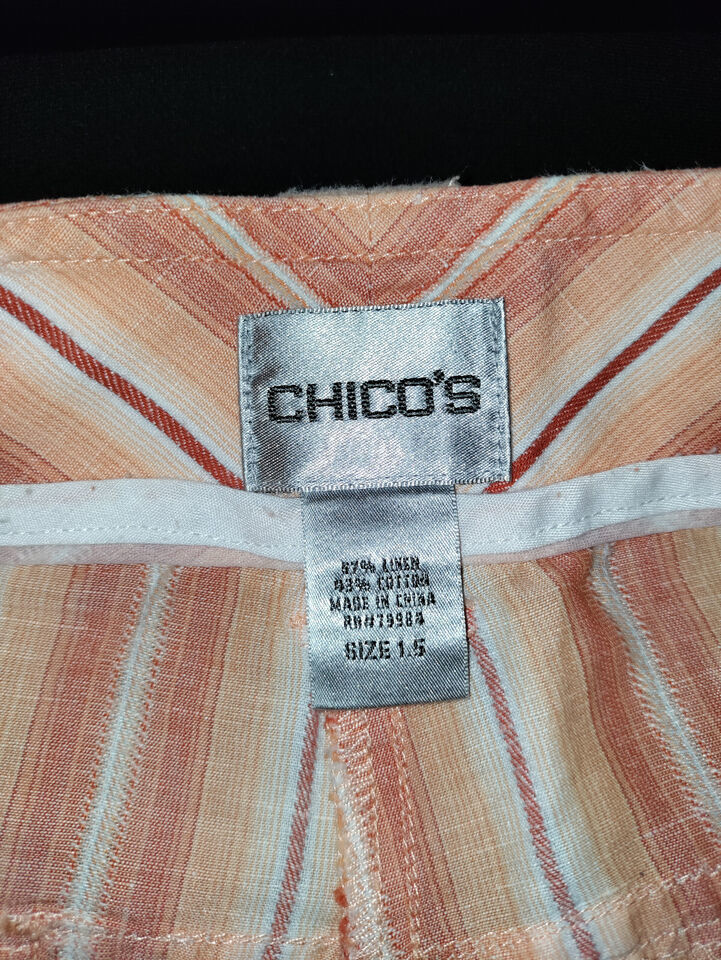 CHICO'S
57% LINEN
43% COTTON
MADE IN CHINA
RN#79984
SIZE 1.5